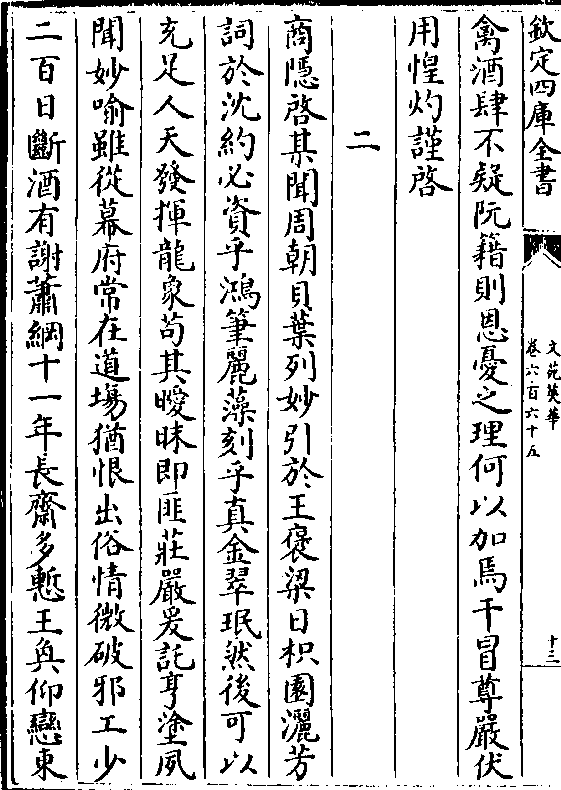 欽定四庫全書
文苑英華
卷六百六十五
十三
禽酒肆不疑阮籍則恩憂之理何以加焉干冒尊嚴伏
用惶灼謹啓
二
商隱啓某聞周朝貝葉列妙引於王褒梁日枳園灑芳
詞於沈約必資乎鴻筆麗藻刻乎真金翠珉然後可以
充足人天發揮龍象苟其曖昧即匪莊嚴爰託亨塗夙
聞妙喻雖從幕府常在道場猶恨出俗情微破邪工少
二百日斷酒有謝蕭綱十一年長齋多慙王奐仰戀東